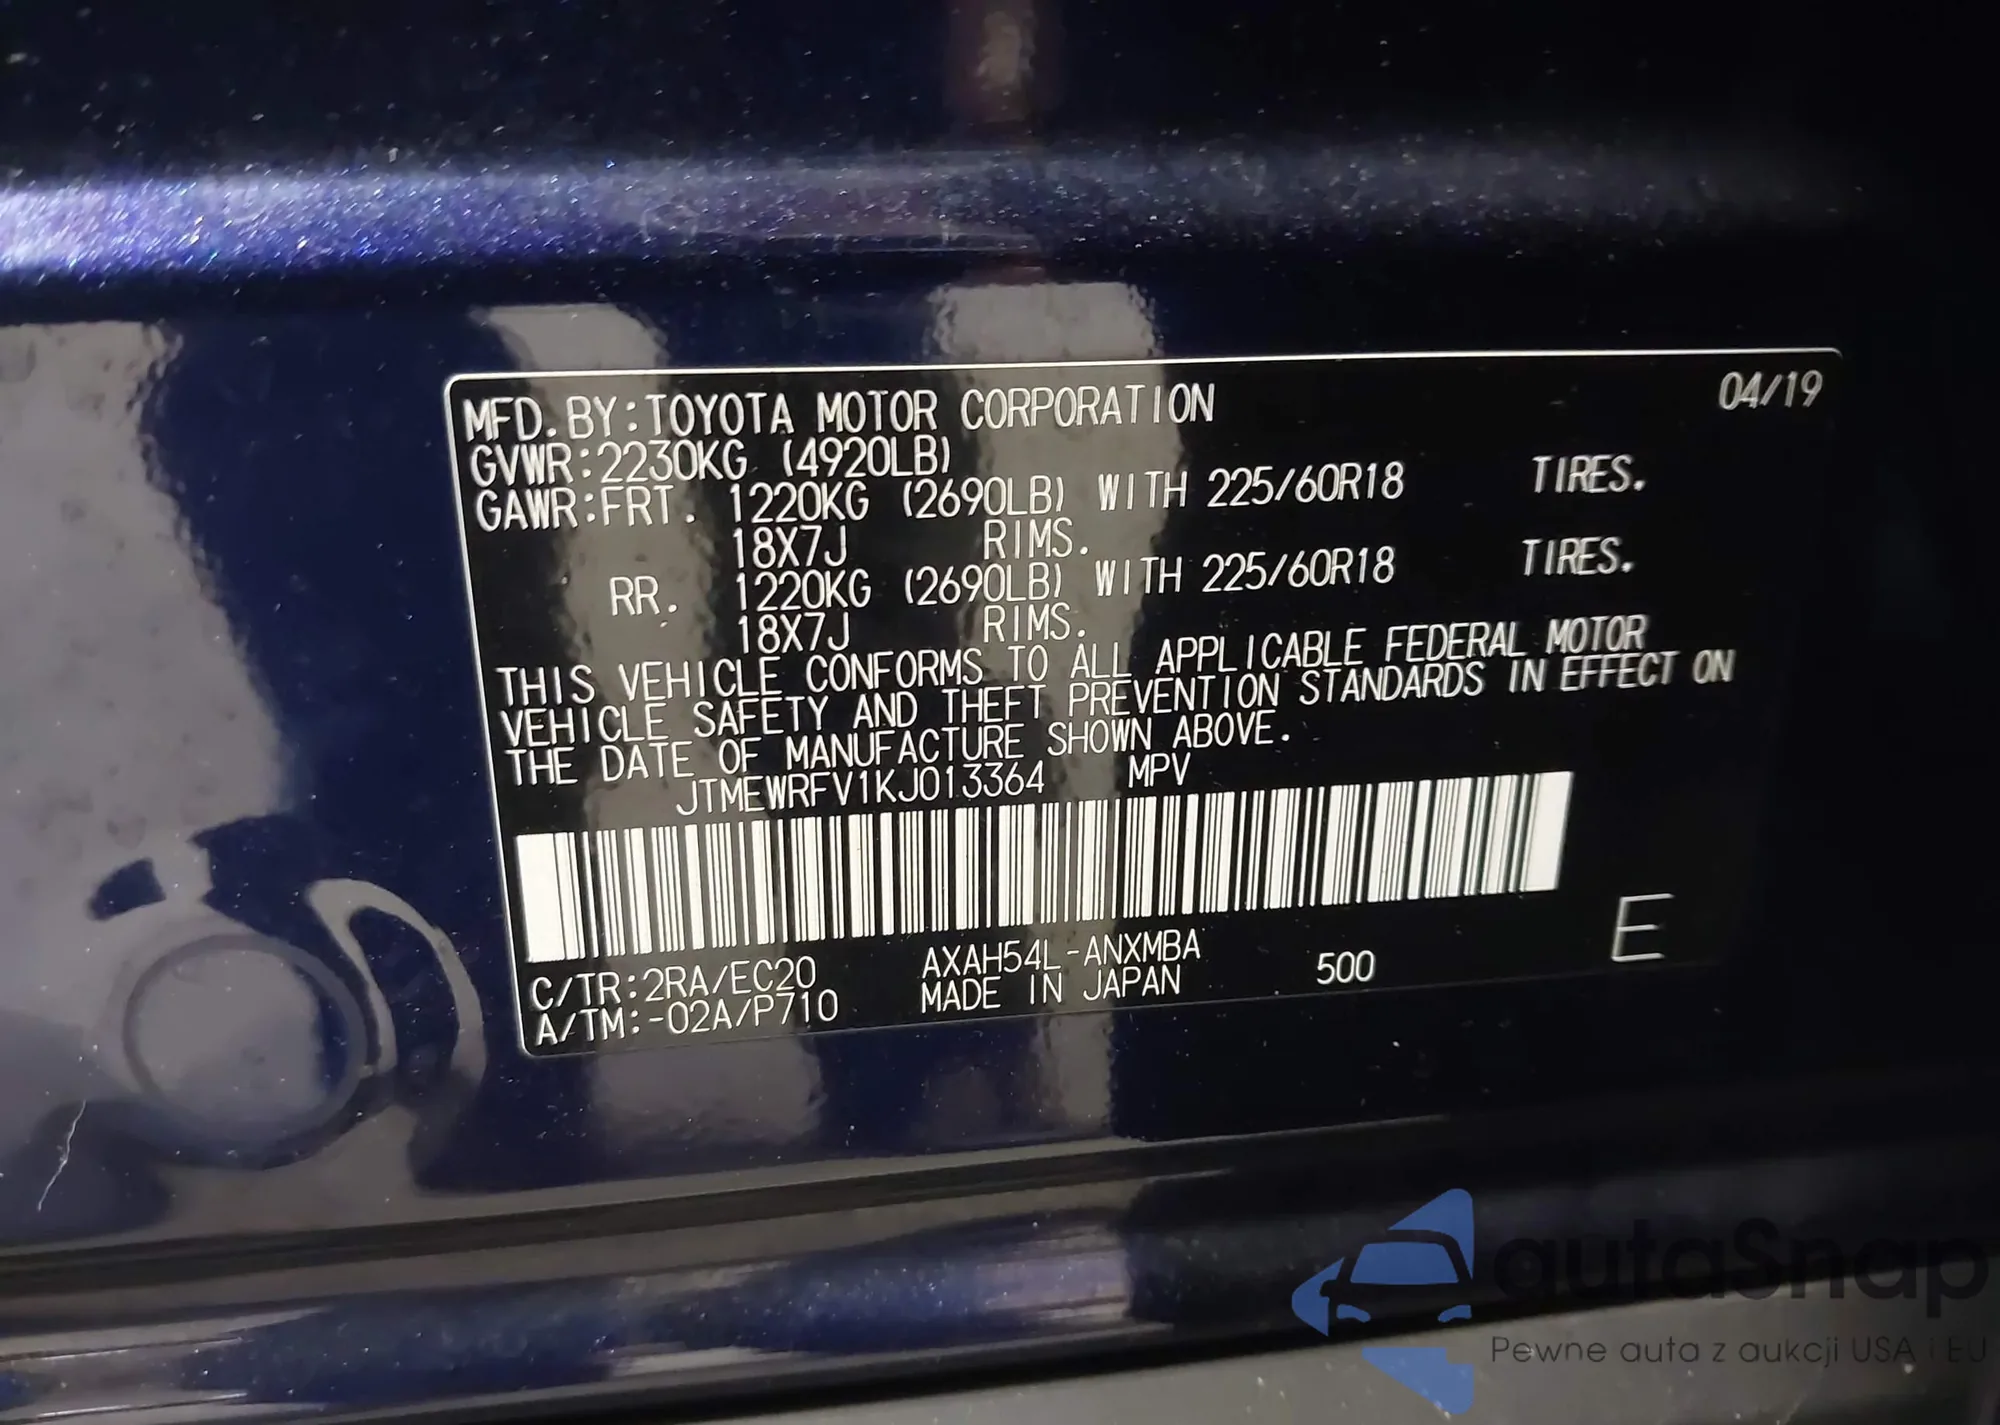 MFD.BY:TOYOTA MOTOR CORPORATION 04/19
GVWR:2230KG (4920LB)
GAWR:FRT. 1220KG (2690LB) WITH 225/60R18 TIRES.
18X7J RIMS.
RR. 1220KG (2690LB) WITH 225/60R18 TIRES.
18X7J RIMS.
THIS VEHICLE CONFORMS TO ALL APPLICABLE FEDERAL MOTOR
VEHICLE SAFETY AND THEFT PREVENTION STANDARDS IN EFFECT ON
THE DATE OF MANUFACTURE SHOWN ABOVE.
JTMEWRFV1KJ013364 MPV
C/TR:2RA/EC20 AXAH54L-ANXMBA 500 E
A/TM:-02A/P710 MADE IN JAPAN
autaSnap
Pewne auta z aukcji USA i EU